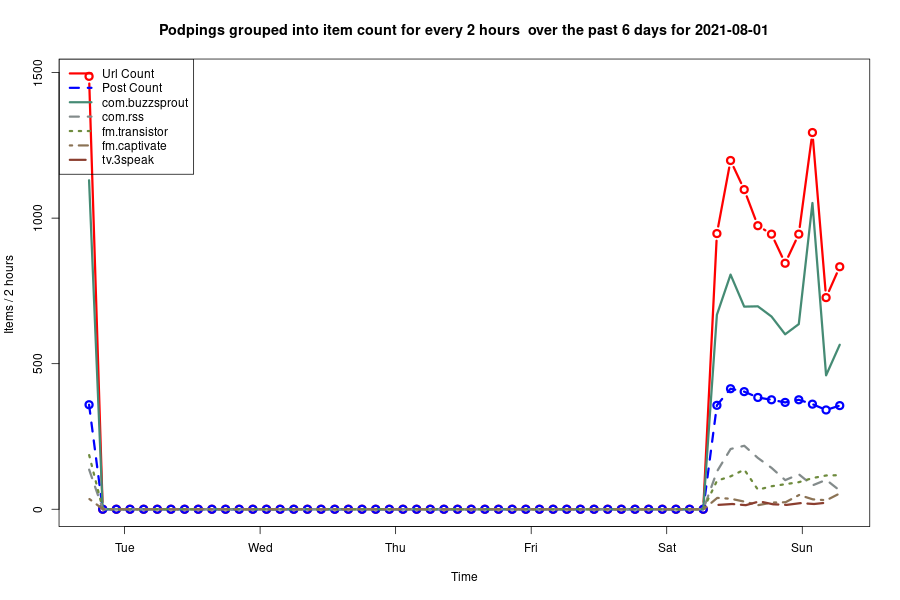 Podpings grouped into item count for every 2 hours  over the past 6 days for 2021-08-01
Url Count
Post Count
com.buzzsprout
com.rss
fm.transistor
fm.captivate
tv.3speak
1500
1000
500
0
Items / 2 hours
Tue Wed Thu Fri Sat Sun
Time